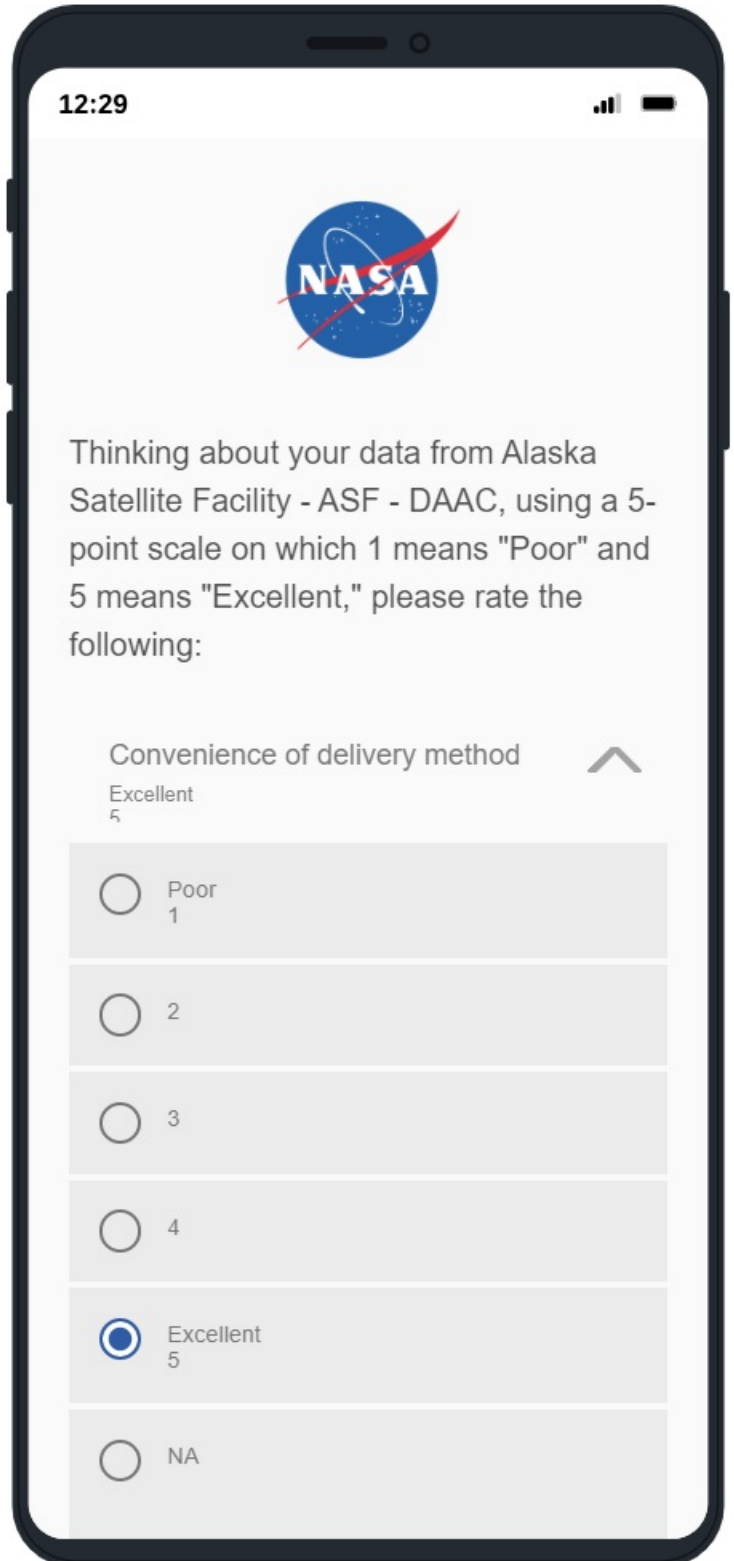 12:29
NASA
Thinking about your data from Alaska
Satellite Facility - ASF - DAAC, using a 5-
point scale on which 1 means "Poor" and
5 means "Excellent," please rate the
following:
Convenience of delivery method
Excellent
5
Poor
1
2
3
4
Excellent
5
NA